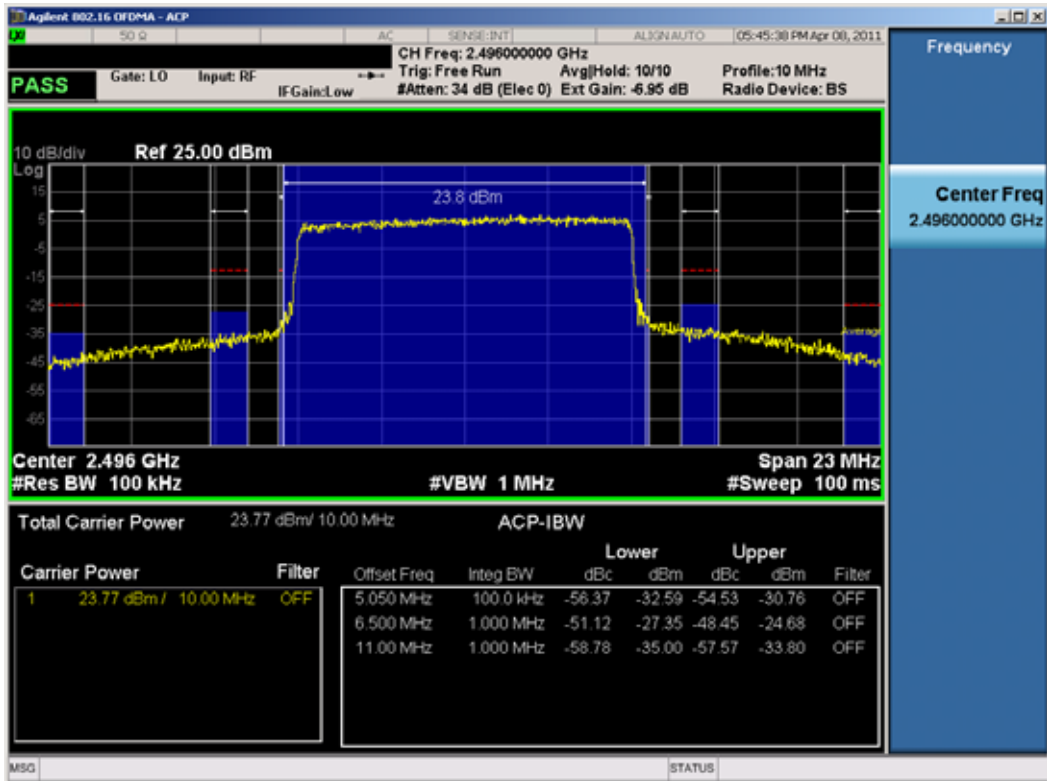 Agilent 802.16 OFDMA - ACP
LXI 50 Ω AC SENSE:INT ALIGN AUTO 05:45:38 PM Apr 08, 2011
CH Freq: 2.496000000 GHz
PASS Gate: LO Input: RF Trig: Free Run Avg|Hold: 10/10 Profile:10 MHz
IFGain:Low #Atten: 34 dB (Elec 0) Ext Gain: -6.95 dB Radio Device: BS
Frequency
Center Freq
2.496000000 GHz
10 dB/div Ref 25.00 dBm
Log
15
5
-5
-15
-25
-35
-45
-55
-65
23.8 dBm
Average
Center 2.496 GHz Span 23 MHz
#Res BW 100 kHz #VBW 1 MHz #Sweep 100 ms
Total Carrier Power 23.77 dBm/ 10.00 MHz ACP-IBW
Lower Upper
Carrier Power Filter Offset Freq Integ BW dBc dBm dBc dBm Filter
1 23.77 dBm / 10.00 MHz OFF 5.050 MHz 100.0 kHz -56.37 -32.59 -54.53 -30.76 OFF
6.500 MHz 1.000 MHz -51.12 -27.35 -48.45 -24.68 OFF
11.00 MHz 1.000 MHz -58.78 -35.00 -57.57 -33.80 OFF
MSG STATUS